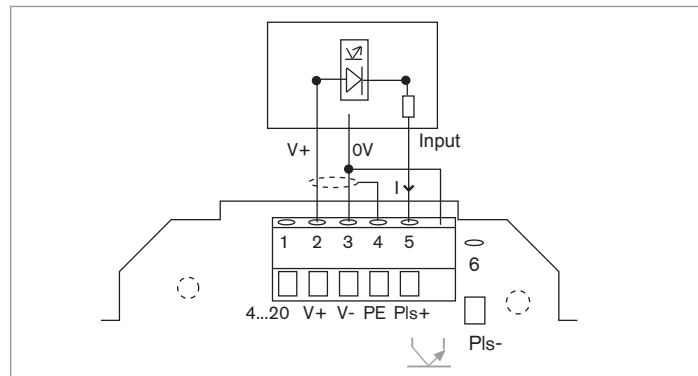 V+ 0V Input
I
1 2 3 4 5
6
4...20 V+ V- PE Pls+
Pls-